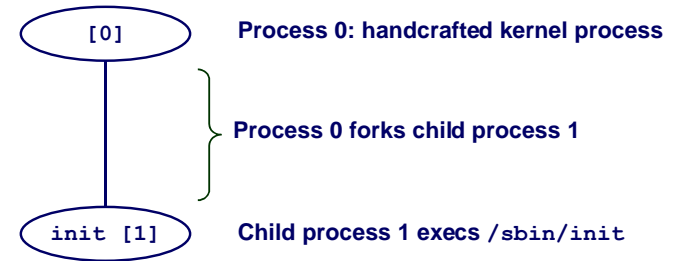 [0] Process 0: handcrafted kernel process
Process 0 forks child process 1
init [1] Child process 1 execs /sbin/init